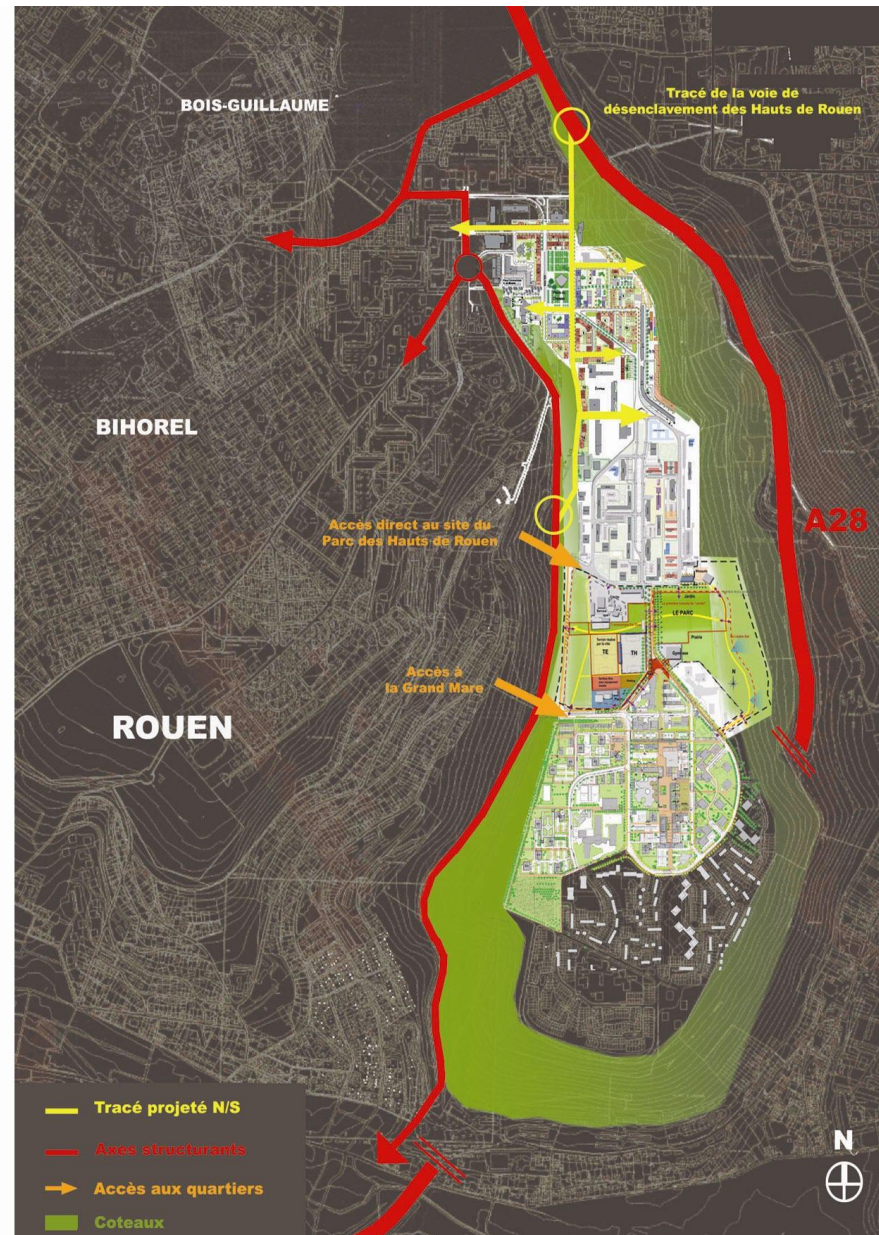 BOIS-GUILLAUME
Tracé de la voie de
désenclavement des Hauts de Rouen
BIHOREL
A28
Accès direct au site du
Parc des Hauts de Rouen
Jardin
LE PARC
TE
TH
Prairie
Accès à
la Grand Mare
ROUEN
Tracé projeté N/S
Axes structurants
Accès aux quartiers
Coteaux
N